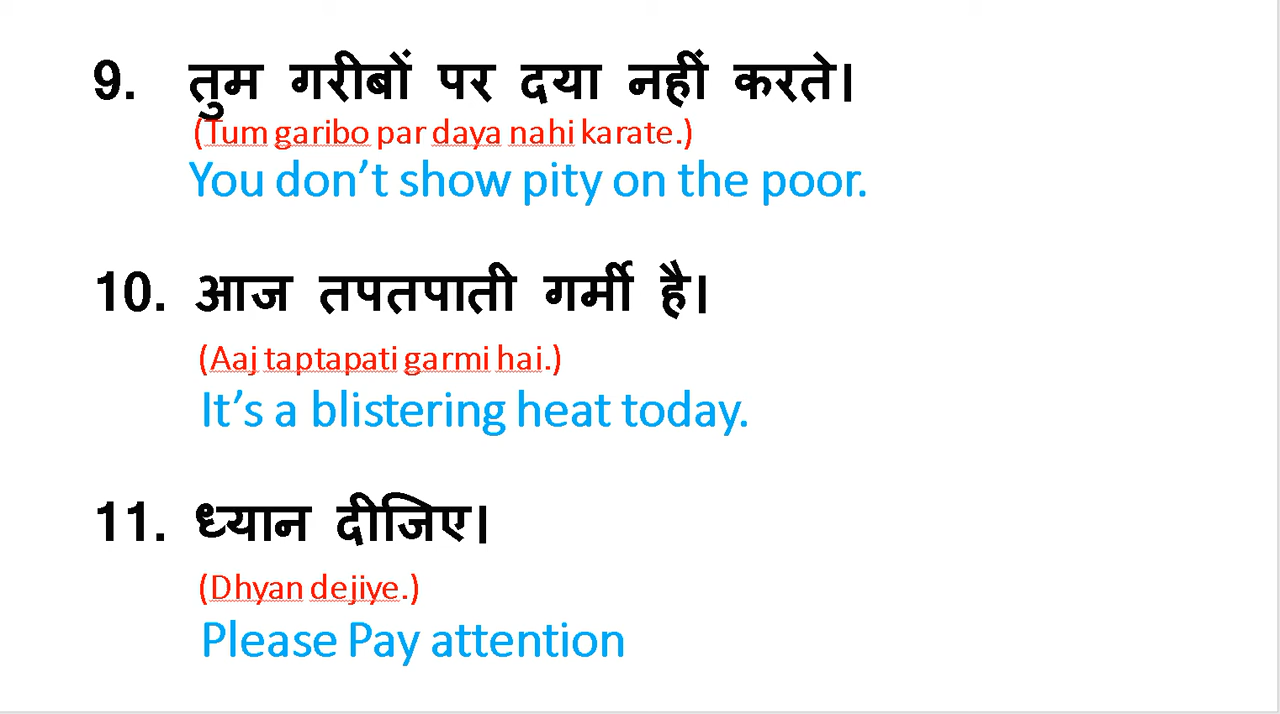 9. तुम गरीबों पर दया नहीं करते।
(Tum garibo par daya nahi karate.)
You don’t show pity on the poor.
10. आज तपतपाती गर्मी है।
(Aaj taptapati garmi hai.)
It’s a blistering heat today.
11. ध्यान दीजिए।
(Dhyan dejiye.)
Please Pay attention